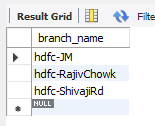 Result Grid Filte
branch_name
hdfc-JM
hdfc-RajivChowk
hdfc-ShivajiRd
NULL